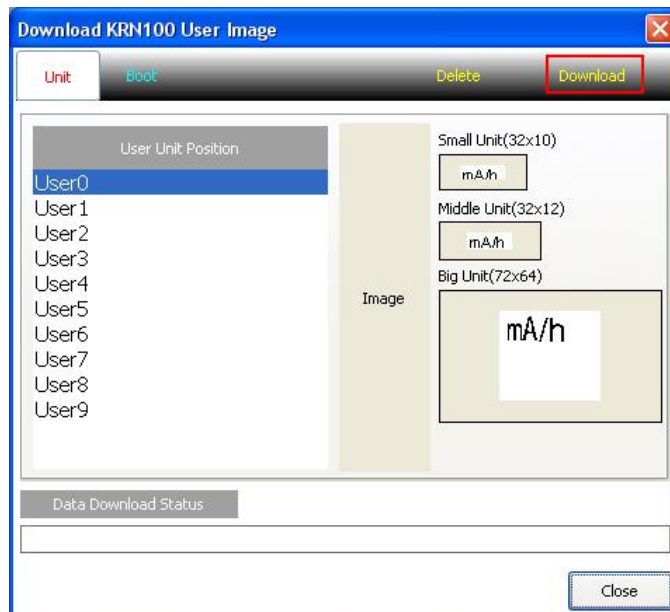 Download KRN100 User Image
Unit Boot Delete Download
User Unit Position
User0
User1
User2
User3
User4
User5
User6
User7
User8
User9
Image
Small Unit(32x10)
mA/h
Middle Unit(32x12)
mA/h
Big Unit(72x64)
mA/h
Data Download Status
Close